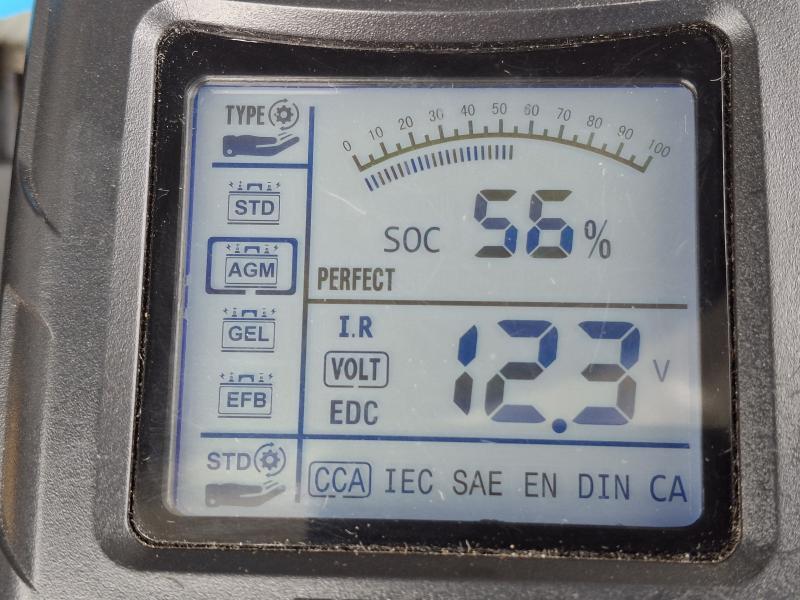 TYPE
0 10 20 30 40 50 60 70 80 90 100
STD
AGM
GEL
EFB
STD
SOC 56 %
PERFECT
I.R
VOLT
EDC
12.3 V
CCA IEC SAE EN DIN CA